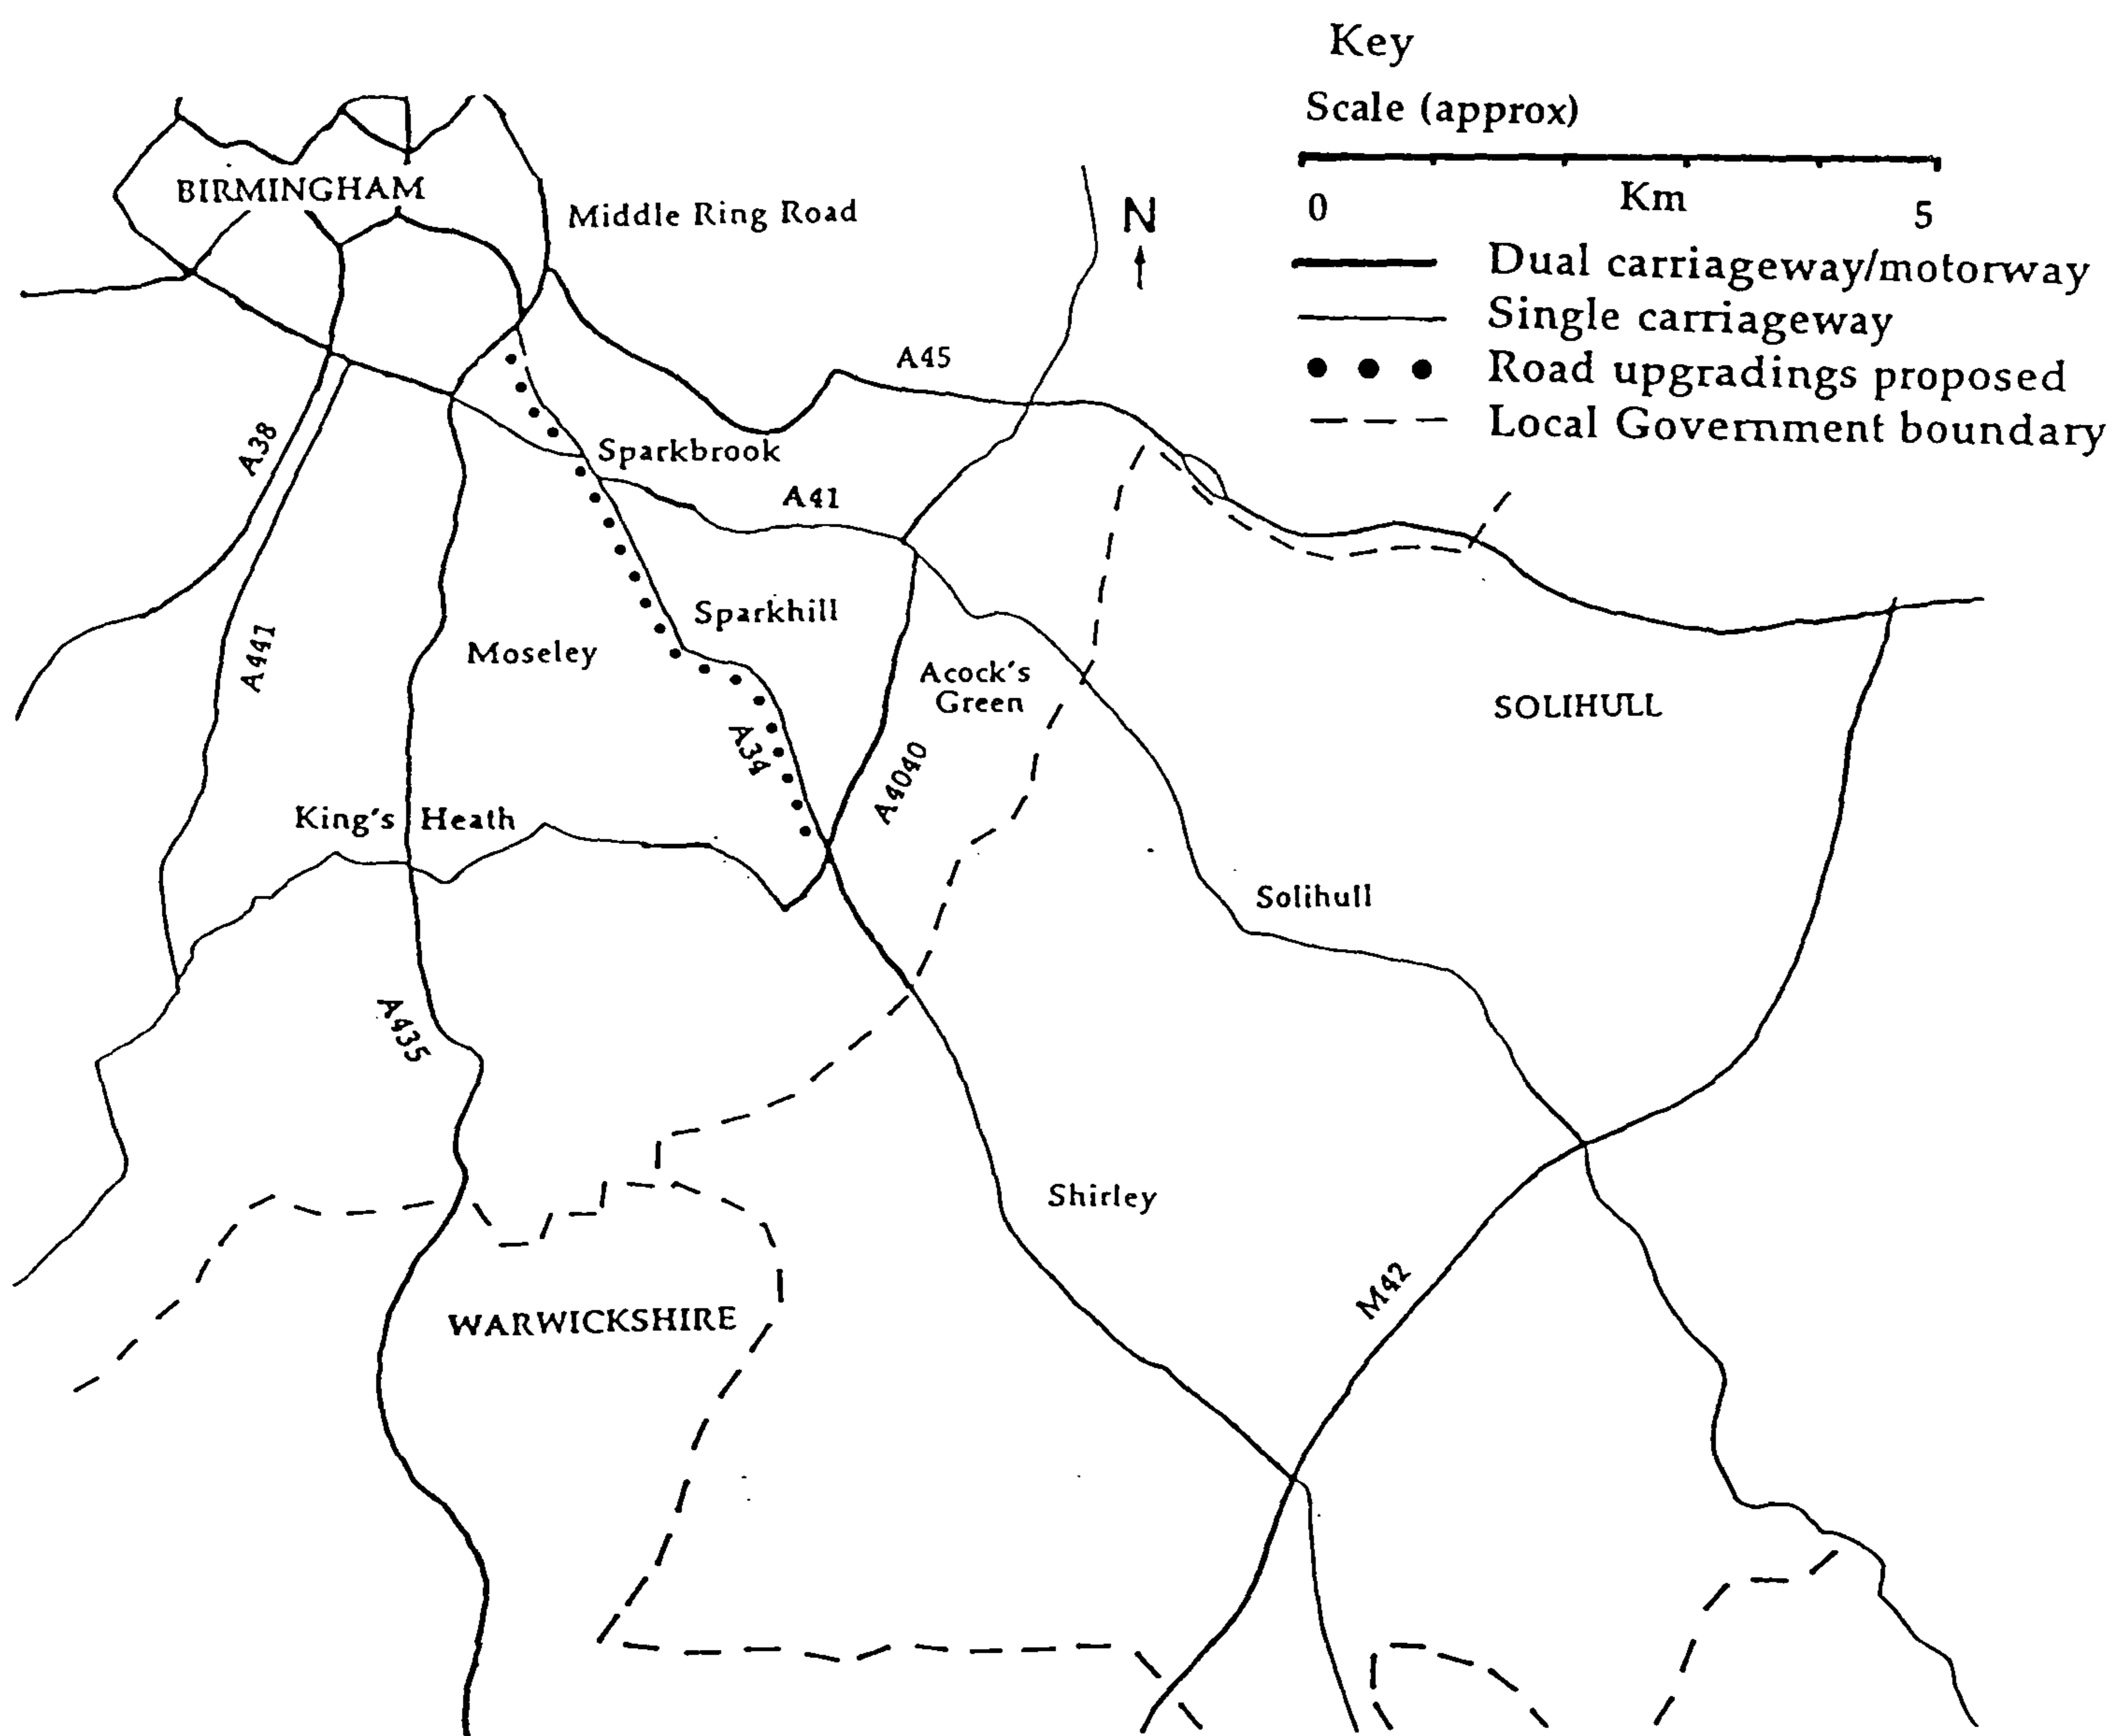 Key
Scale (approx)
0 Km 5
Dual carriageway/motorway
Single carriageway
Road upgradings proposed
Local Government boundary
N
BIRMINGHAM
Middle Ring Road
A45
A38
Sparkbrook
A41
Sparkhill
A441
Moseley
Acock's
Green
SOLIHULL
A34
A4040
King's Heath
Solihull
A435
Shirley
M42
WARWICKSHIRE